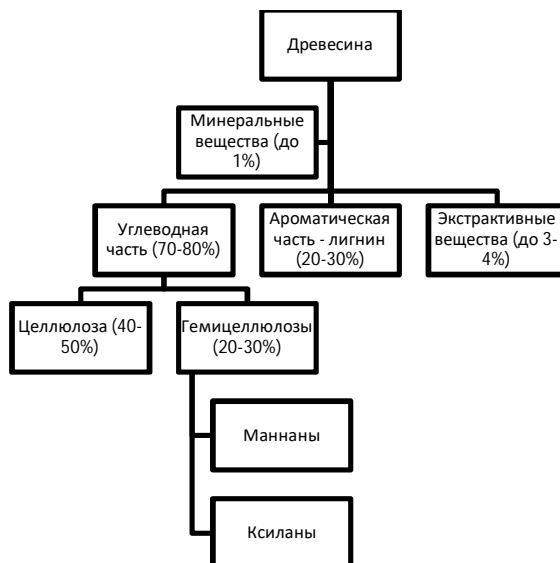 Древесина
Минеральные
вещества (до
1%)
Углеводная
часть (70-80%)
Ароматическая
часть - лигнин
(20-30%)
Экстрактивные
вещества (до 3-
4%)
Целлюлоза (40-
50%)
Гемицеллюлозы
(20-30%)
Маннаны
Ксиланы